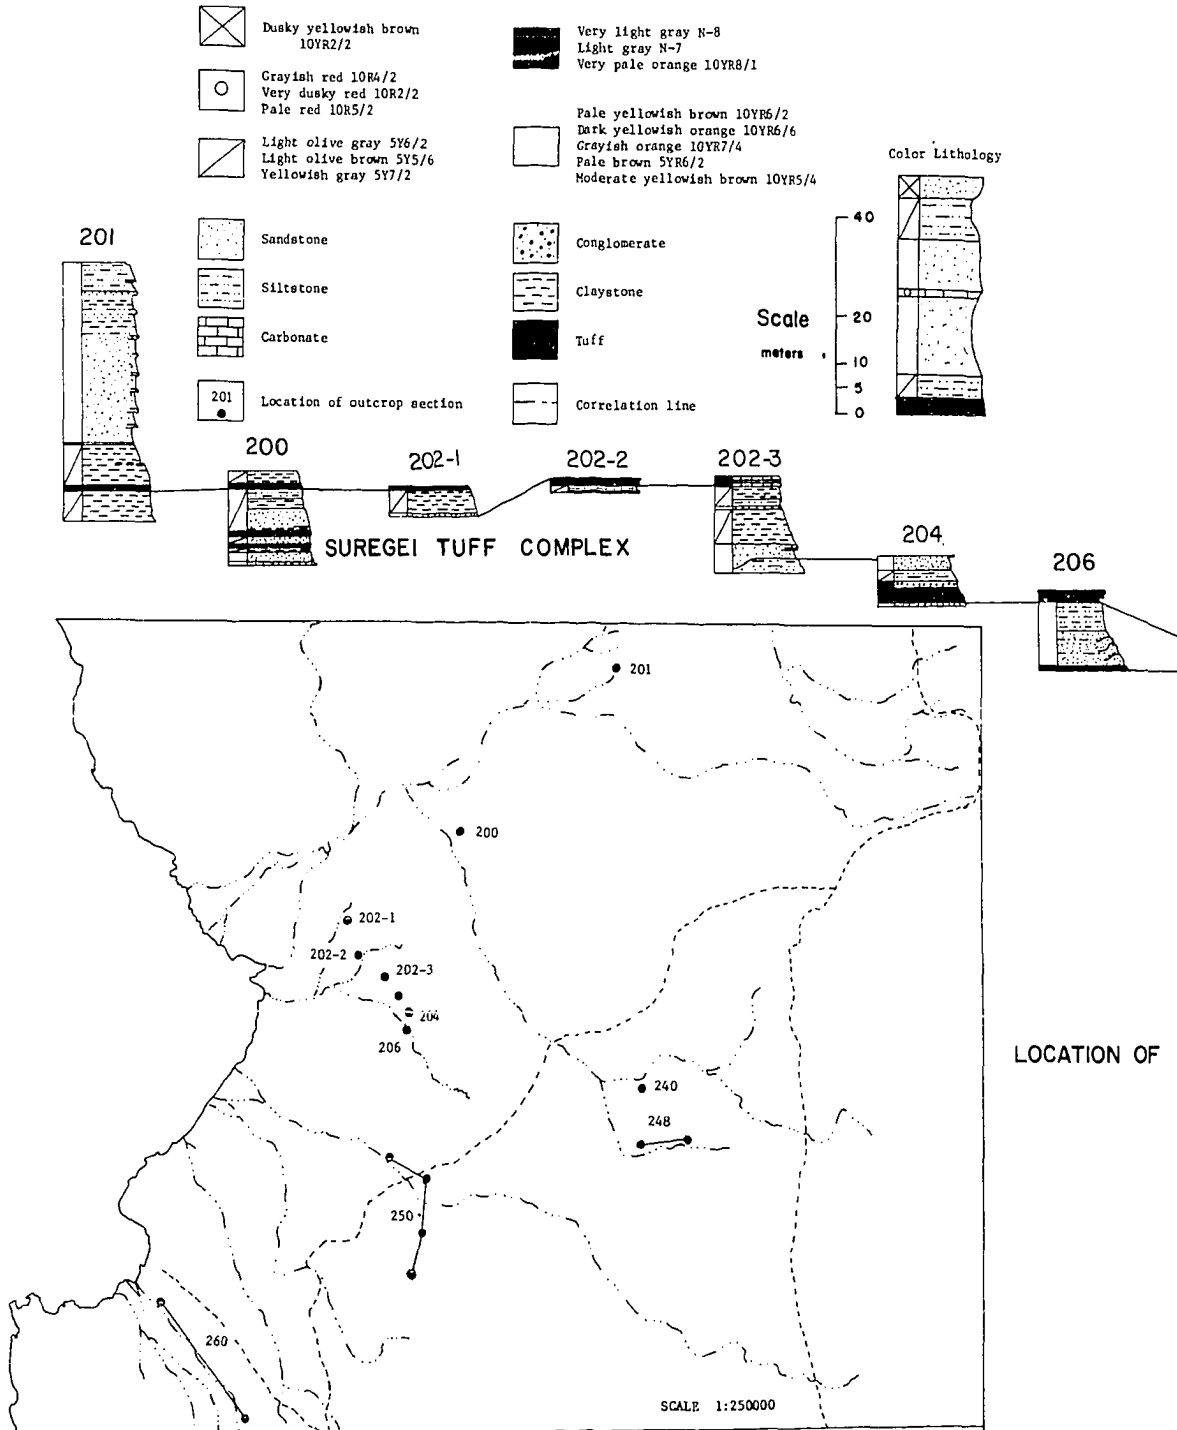 Dusky yellowish brown
10YR2/2
Grayish red 10R4/2
Very dusky red 10R2/2
Pale red 10R5/2
Light olive gray 5Y6/2
Light olive brown 5Y5/6
Yellowish gray 5Y7/2
Sandstone
Siltstone
Carbonate
201
Location of outcrop section
Very light gray N-8
Light gray N-7
Very pale orange 10YR8/1
Pale yellowish brown 10YR6/2
Dark yellowish orange 10YR6/6
Grayish orange 10YR7/4
Pale brown 5YR6/2
Moderate yellowish brown 10YR5/4
Conglomerate
Claystone
Tuff
Correlation line
Color Lithology
40
20
10
5
0
Scale
meters
201
200
202-1
202-2
202-3
204
206
SUREGEI TUFF COMPLEX
201
200
202-1
202-2
202-3
204
206
240
248
250
260
LOCATION OF
SCALE 1:250000